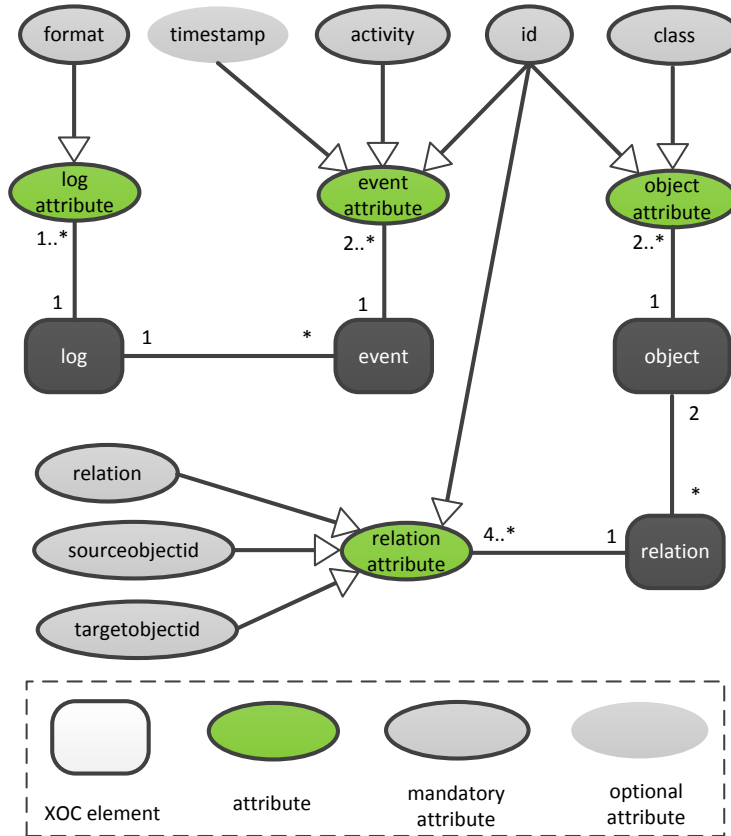 format
timestamp
activity
id
class
log
attribute
event
attribute
object
attribute
1..*
2..*
2..*
1
1
1
log
1
*
event
object
2
*
relation
sourceobjectid
targetobjectid
relation
attribute
4..*
1
relation
XOC element
attribute
mandatory
attribute
optional
attribute